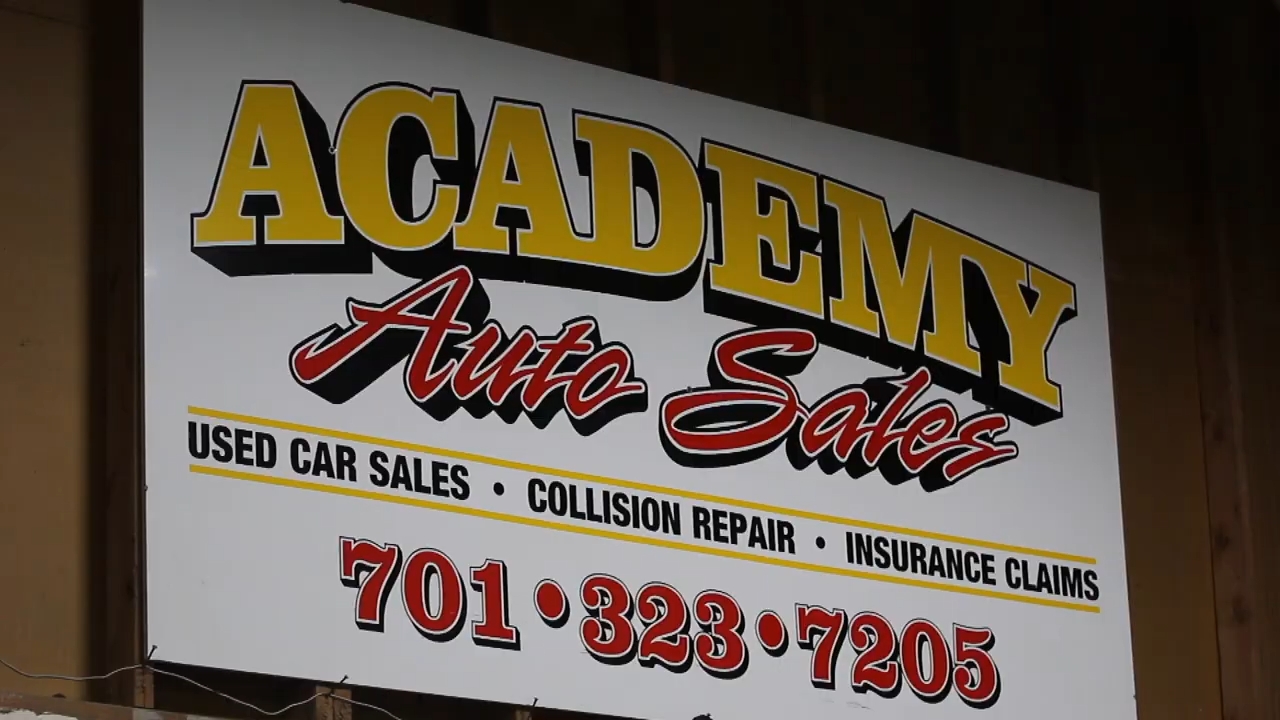 ACADEMY
Auto Sales
USED CAR SALES • COLLISION REPAIR • INSURANCE CLAIMS
701•323•7205